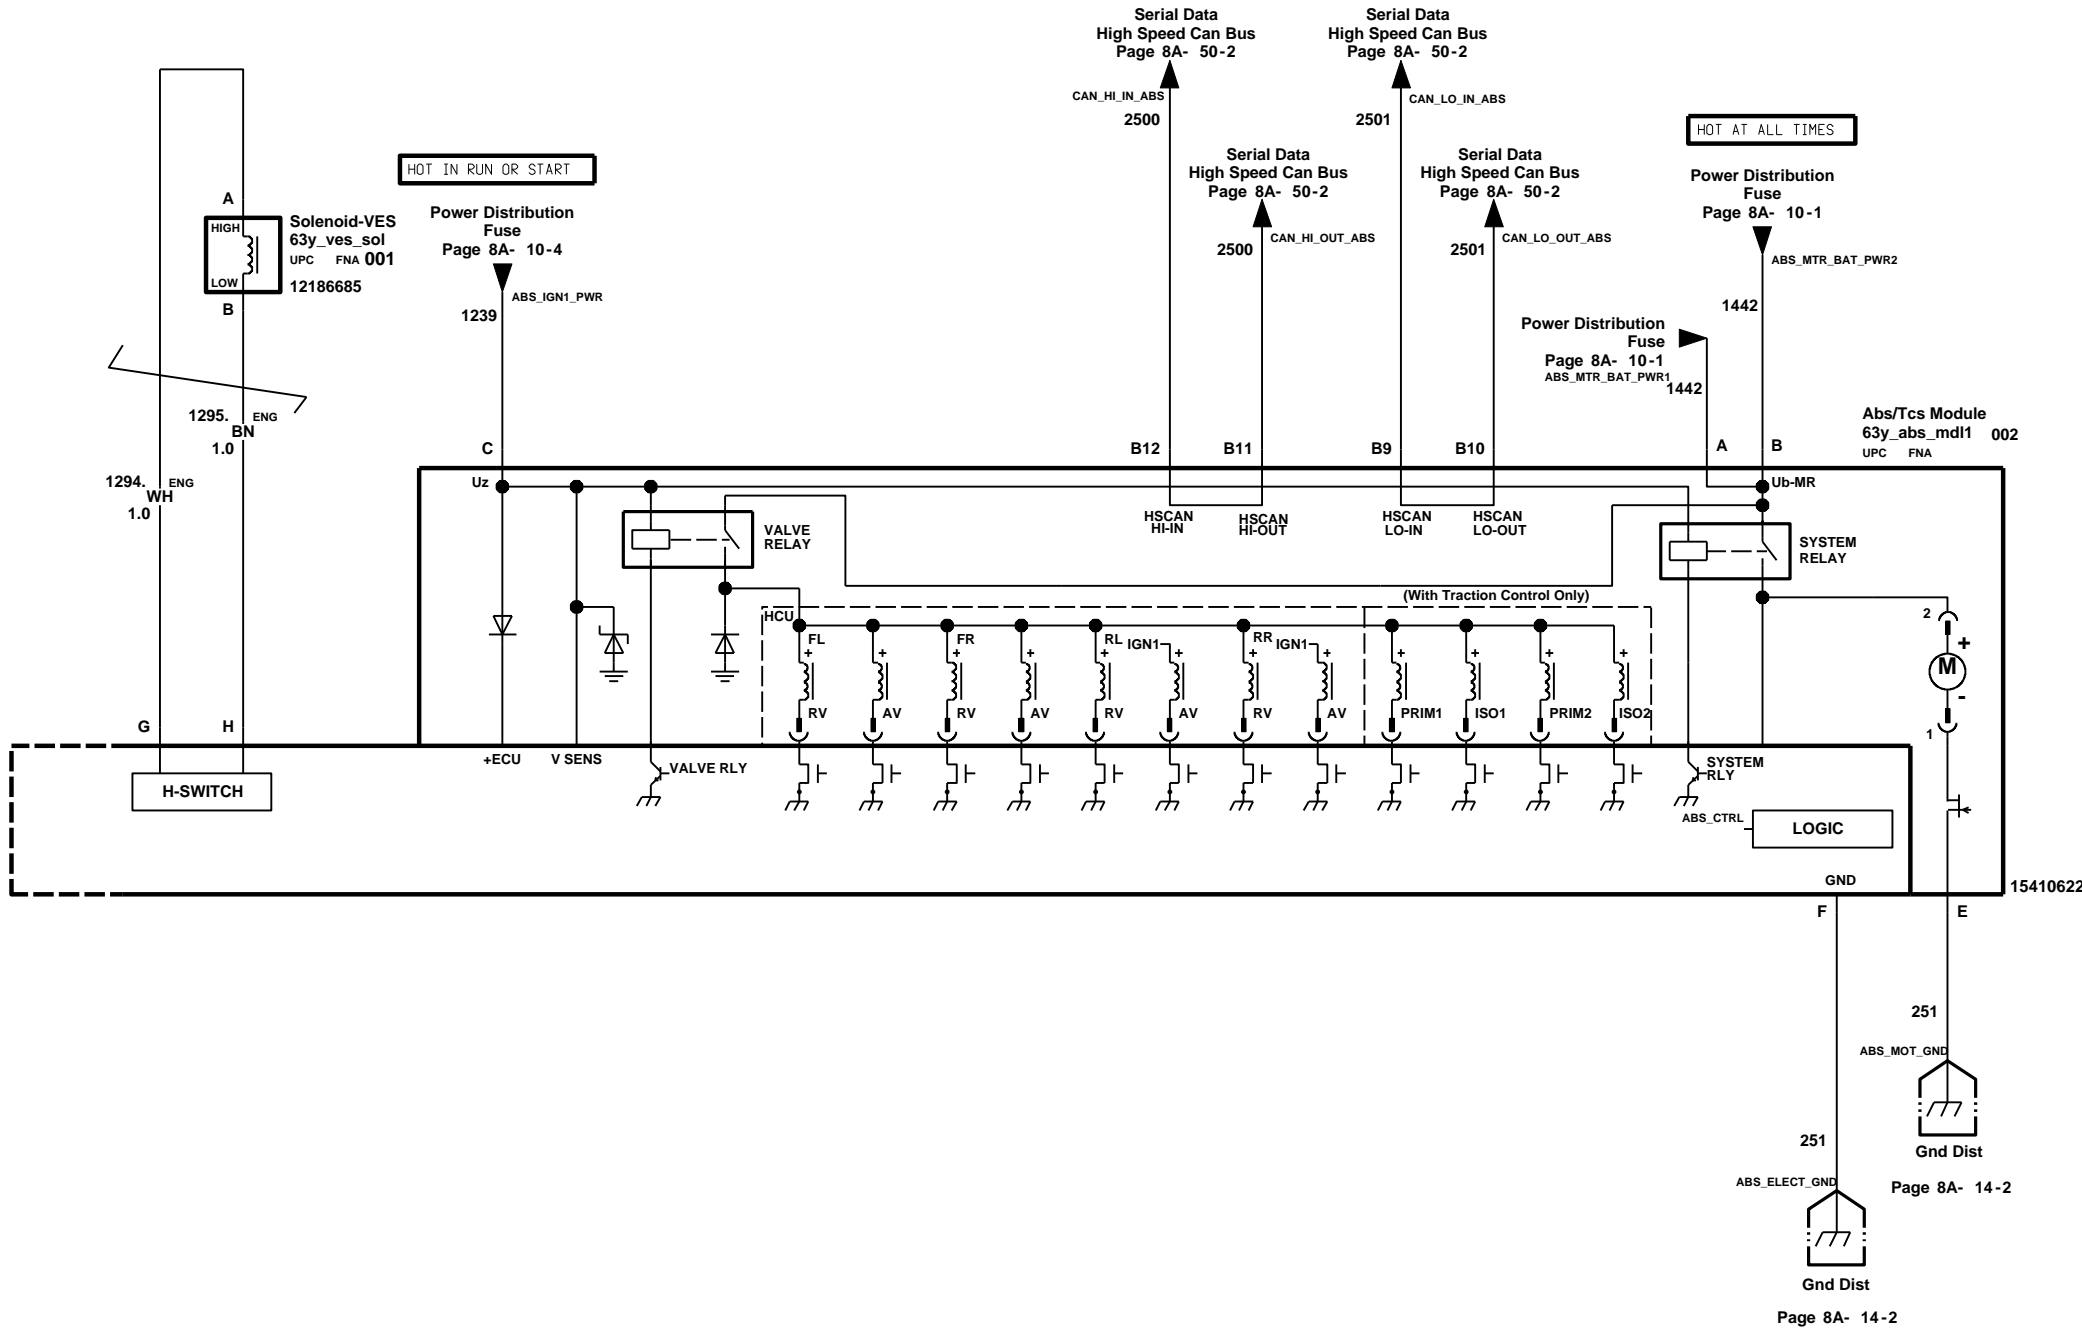 Serial Data
High Speed Can Bus
Page 8A- 50-2
Serial Data
High Speed Can Bus
Page 8A- 50-2
CAN_HI_IN_ABS
2500
CAN_LO_IN_ABS
2501
HOT AT ALL TIMES
Serial Data
High Speed Can Bus
Page 8A- 50-2
Serial Data
High Speed Can Bus
Page 8A- 50-2
CAN_HI_OUT_ABS
2500
CAN_LO_OUT_ABS
2501
HOT IN RUN OR START
Power Distribution
Fuse
Page 8A- 10-4
ABS_IGN1_PWR
1239
Power Distribution
Fuse
Page 8A- 10-1
ABS_MTR_BAT_PWR2
1442
Power Distribution
Fuse
Page 8A- 10-1
ABS_MTR_BAT_PWR1
1442
A
HIGH
LOW
B
Solenoid-VES
63y_ves_sol
UPC FNA 001
12186685
1295. ENG
BN
1.0
1294. ENG
WH
1.0
Abs/Tcs Module
63y_abs_mdl1 002
UPC FNA
C
B12
B11
B9
B10
A
B
Uz
Ub-MR
HSCAN
HI-IN
HSCAN
HI-OUT
HSCAN
LO-IN
HSCAN
LO-OUT
VALVE
RELAY
SYSTEM
RELAY
(With Traction Control Only)
HCU
FL
FR
RL
IGN1
RR
IGN1
+
+
+
+
+
+
+
+
+
+
+
+
RV
AV
RV
AV
RV
AV
RV
AV
PRIM1
ISO1
PRIM2
ISO2
2
+
M
-
1
G
H
H-SWITCH
+ECU
V SENS
VALVE RLY
SYSTEM
RLY
ABS_CTRL
LOGIC
GND
15410622
F
E
251
ABS_MOT_GND
Gnd Dist
Page 8A- 14-2
251
ABS_ELECT_GND
Gnd Dist
Page 8A- 14-2